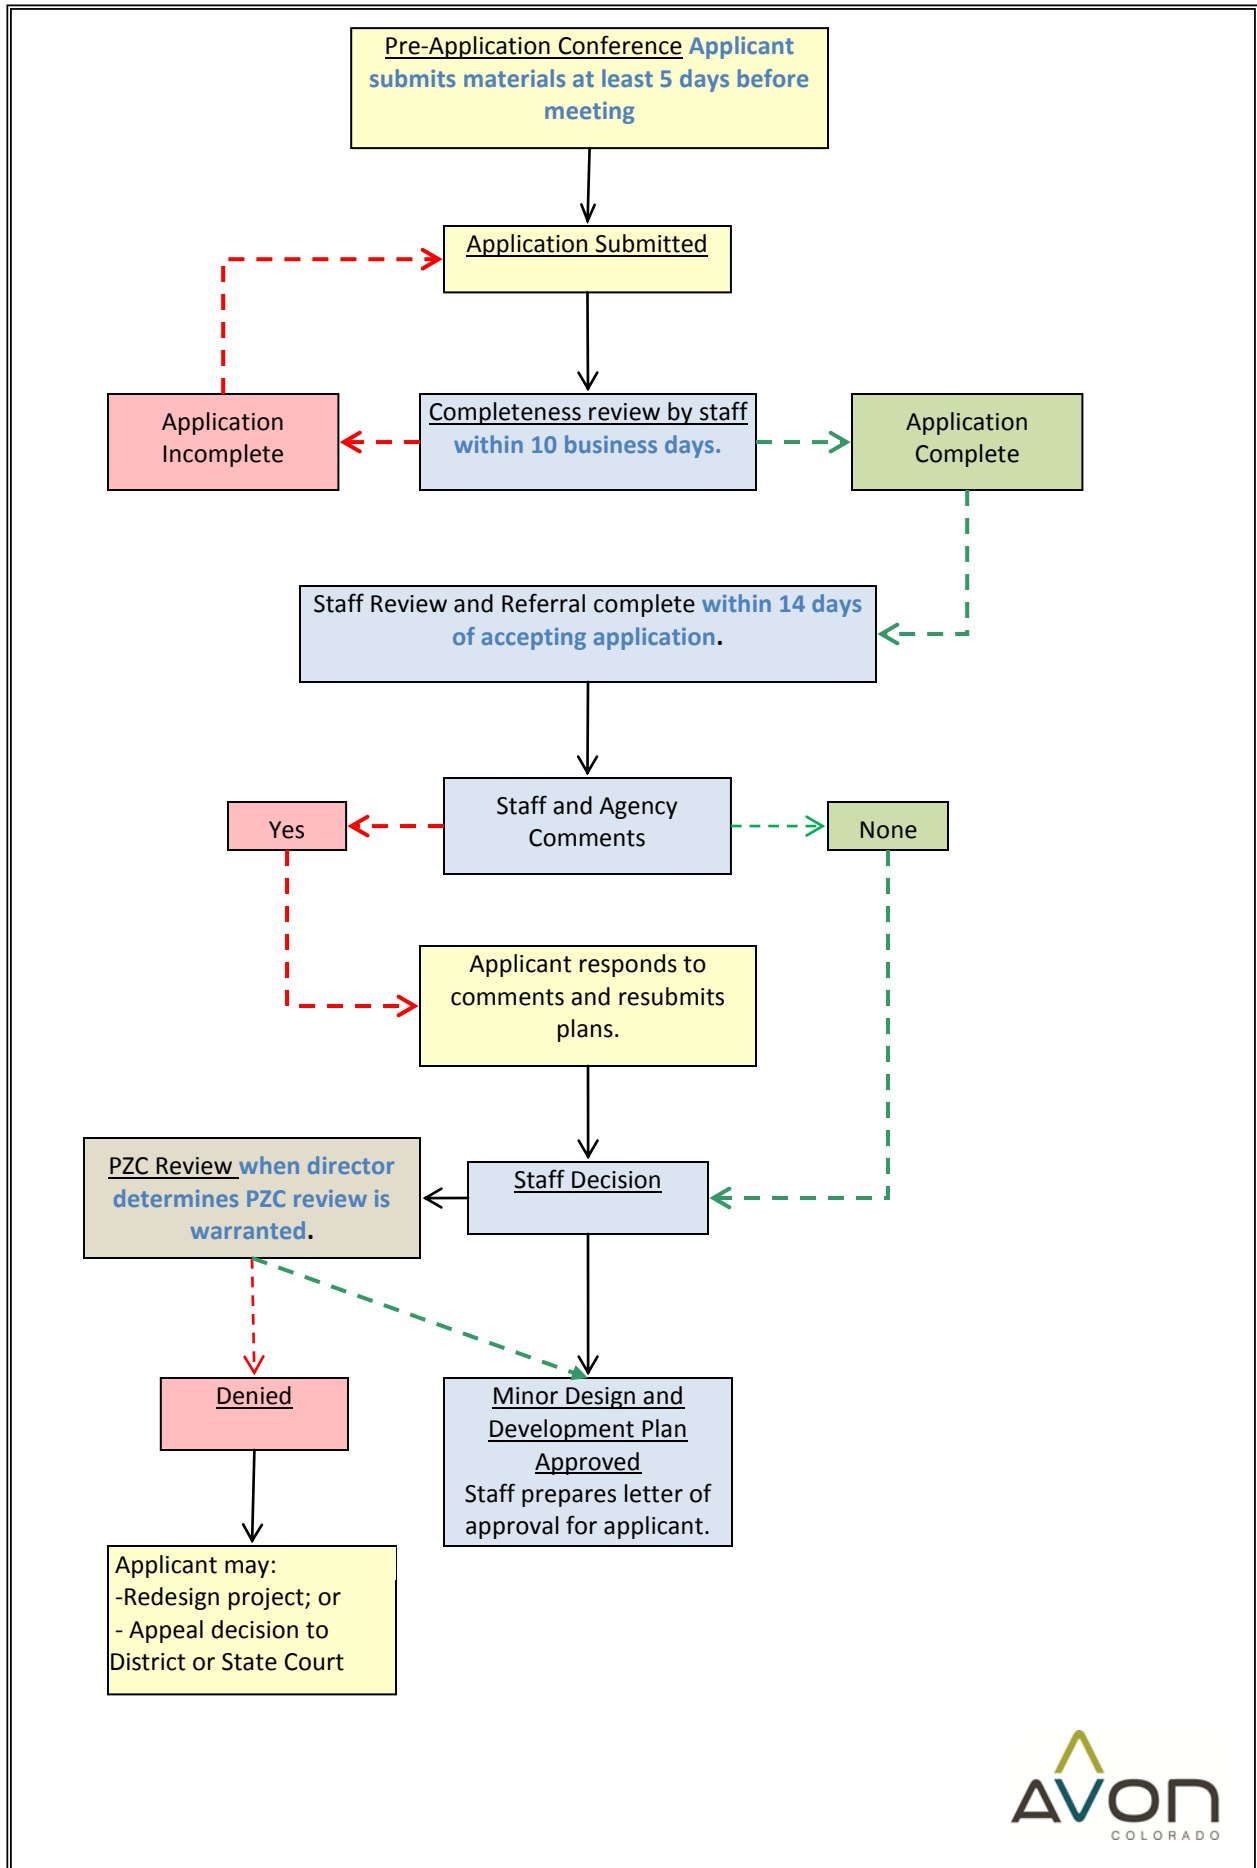 Pre-Application Conference Applicant
submits materials at least 5 days before
meeting
Application Submitted
Application
Incomplete
Completeness review by staff
within 10 business days.
Application
Complete
Staff Review and Referral complete within 14 days
of accepting application.
Yes
Staff and Agency
Comments
None
Applicant responds to
comments and resubmits
plans.
PZC Review when director
determines PZC review is
warranted.
Staff Decision
Denied
Minor Design and
Development Plan
Approved
Staff prepares letter of
approval for applicant.
Applicant may:
-Redesign project; or
- Appeal decision to
District or State Court
AVON
COLORADO